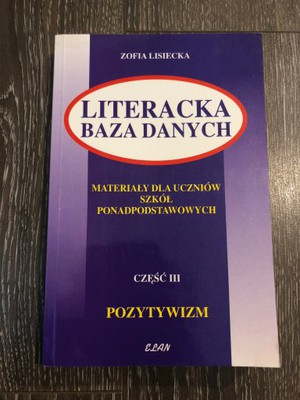 ZOFIA LISIECKA
LITERACKA
BAZA DANYCH
MATERIAŁY DLA UCZNIÓW
SZKÓŁ
PONADPODSTAWOWYCH
CZĘŚĆ III
POZYTYWIZM
ELAN